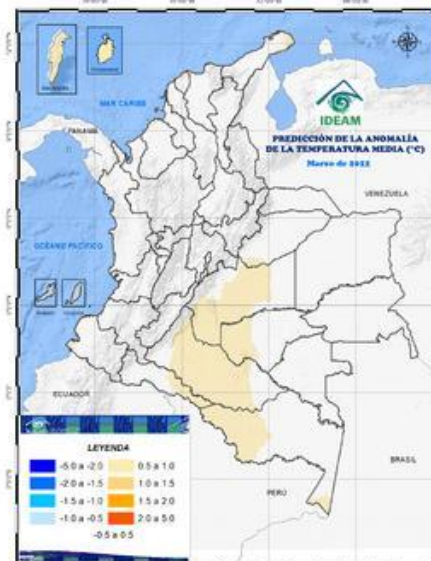 MAR CARIBE
IDEAM
PREDICCIÓN DE LA ANOMALÍA
DE LA TEMPERATURA MEDIA (°C)
Marzo de 2022
PANAMÁ
VENEZUELA
OCÉANO PACÍFICO
ECUADOR
BRASIL
PERÚ
LEYENDA
-5.0 a -2.0
0.5 a 1.0
-2.0 a -1.5
1.0 a 1.5
-1.5 a -1.0
1.5 a 2.0
-1.0 a -0.5
2.0 a 5.0
-0.5 a 0.5